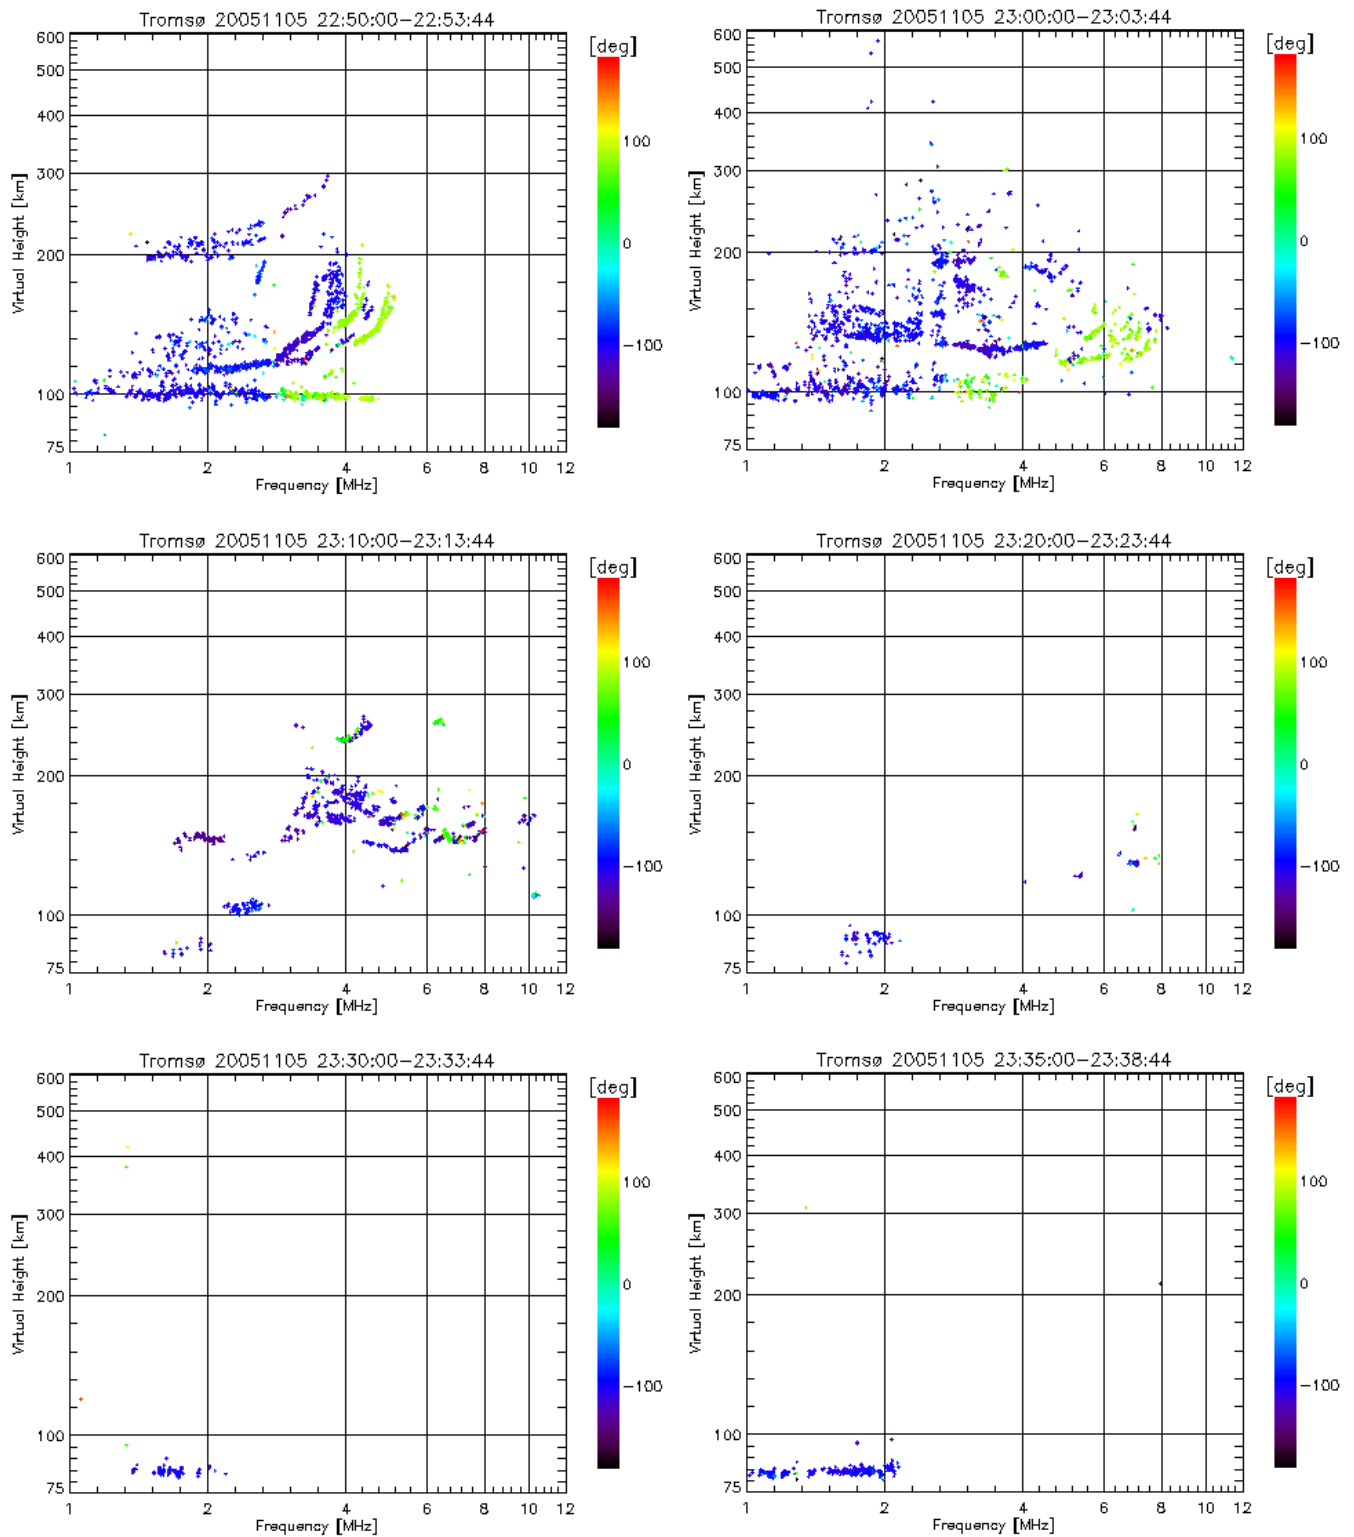 Tromsø 20051105 22:50:00–22:53:44
[deg]
600
500
400
300
200
100
75
Virtual Height [km]
1 2 4 6 8 10 12
Frequency [MHz]
100
0
−100
Tromsø 20051105 23:00:00–23:03:44
[deg]
600
500
400
300
200
100
75
Virtual Height [km]
1 2 4 6 8 10 12
Frequency [MHz]
100
0
−100
Tromsø 20051105 23:10:00–23:13:44
[deg]
600
500
400
300
200
100
75
Virtual Height [km]
1 2 4 6 8 10 12
Frequency [MHz]
100
0
−100
Tromsø 20051105 23:20:00–23:23:44
[deg]
600
500
400
300
200
100
75
Virtual Height [km]
1 2 4 6 8 10 12
Frequency [MHz]
100
0
−100
Tromsø 20051105 23:30:00–23:33:44
[deg]
600
500
400
300
200
100
75
Virtual Height [km]
1 2 4 6 8 10 12
Frequency [MHz]
100
0
−100
Tromsø 20051105 23:35:00–23:38:44
[deg]
600
500
400
300
200
100
75
Virtual Height [km]
1 2 4 6 8 10 12
Frequency [MHz]
100
0
−100